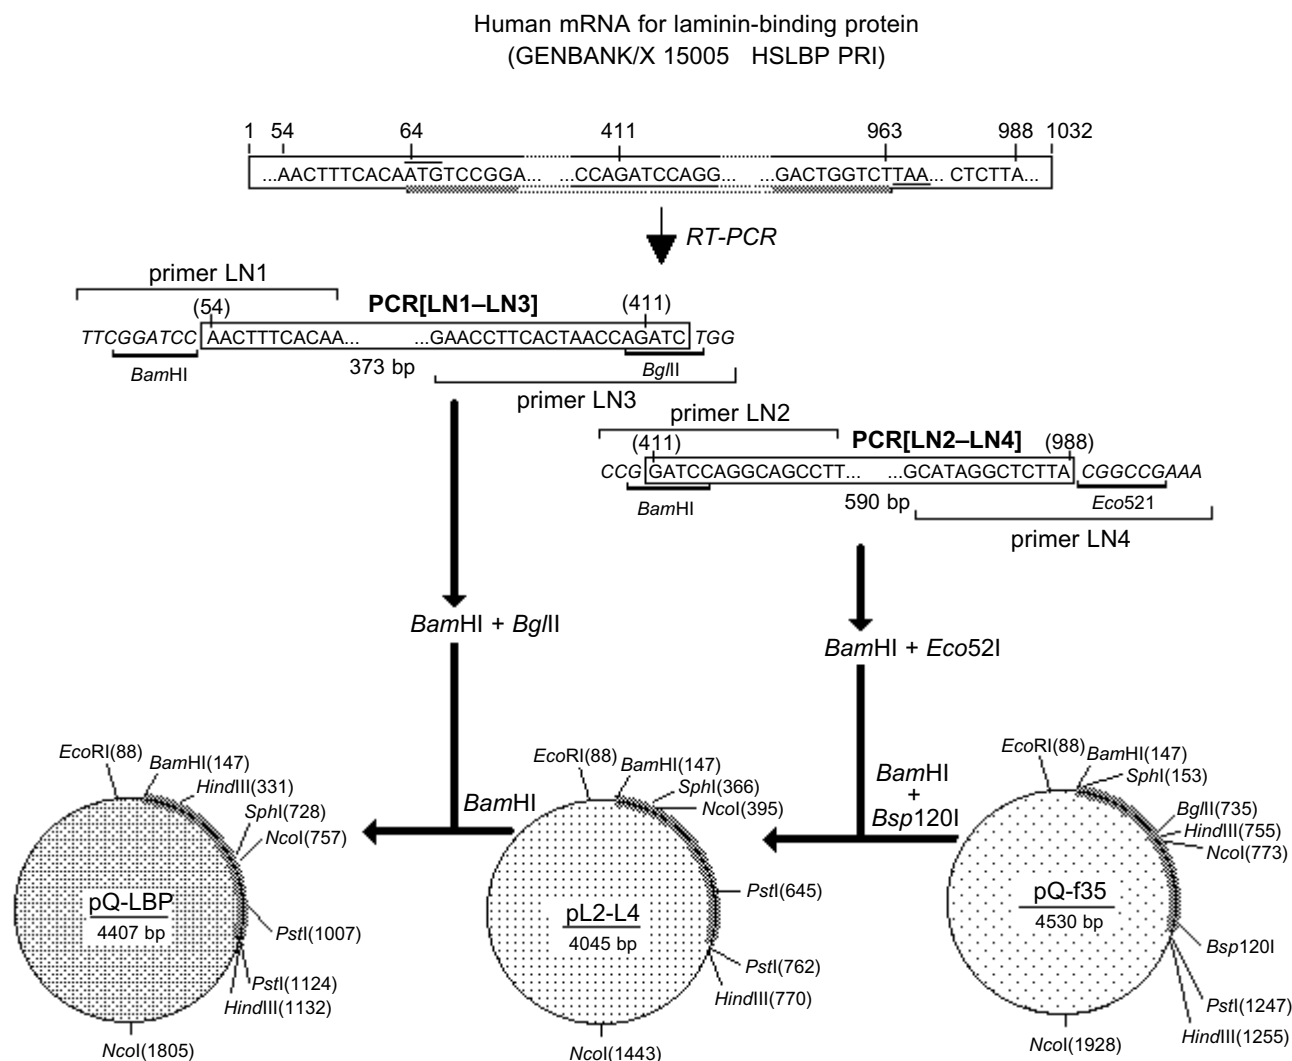 Human mRNA for laminin-binding protein
(GENBANK/X 15005 HSLBP PRI)
1 54 64 411 963 988 1032
...AACTTTCACAATGTCCGGA... ...CCAGATCCAGG... ...GACTGGTCTTAA... CTCTTA...
RT-PCR
primer LN1
(54) PCR[LN1–LN3] (411)
TTCGGATCC AACTTTCACAA... ...GAACCTTCACTAACCAGATC TGG
BamHI 373 bp BglII
primer LN3
primer LN2
(411) PCR[LN2–LN4] (988)
CCG GATCCAGGCAGCCTT... ...GCATAGGCTCTTA CGGCCGAAA
BamHI 590 bp Eco521
primer LN4
BamHI + BglII
BamHI + Eco52I
BamHI
BamHI
+
Bsp120I
EcoRI(88)
BamHI(147)
HindIII(331)
SphI(728)
NcoI(757)
pQ-LBP
4407 bp
PstI(1007)
PstI(1124)
HindIII(1132)
NcoI(1805)
EcoRI(88)
BamHI(147)
SphI(366)
NcoI(395)
PstI(645)
pL2-L4
4045 bp
PstI(762)
HindIII(770)
NcoI(1443)
EcoRI(88)
BamHI(147)
SphI(153)
BglII(735)
HindIII(755)
NcoI(773)
pQ-f35
4530 bp
Bsp120I
PstI(1247)
HindIII(1255)
NcoI(1928)